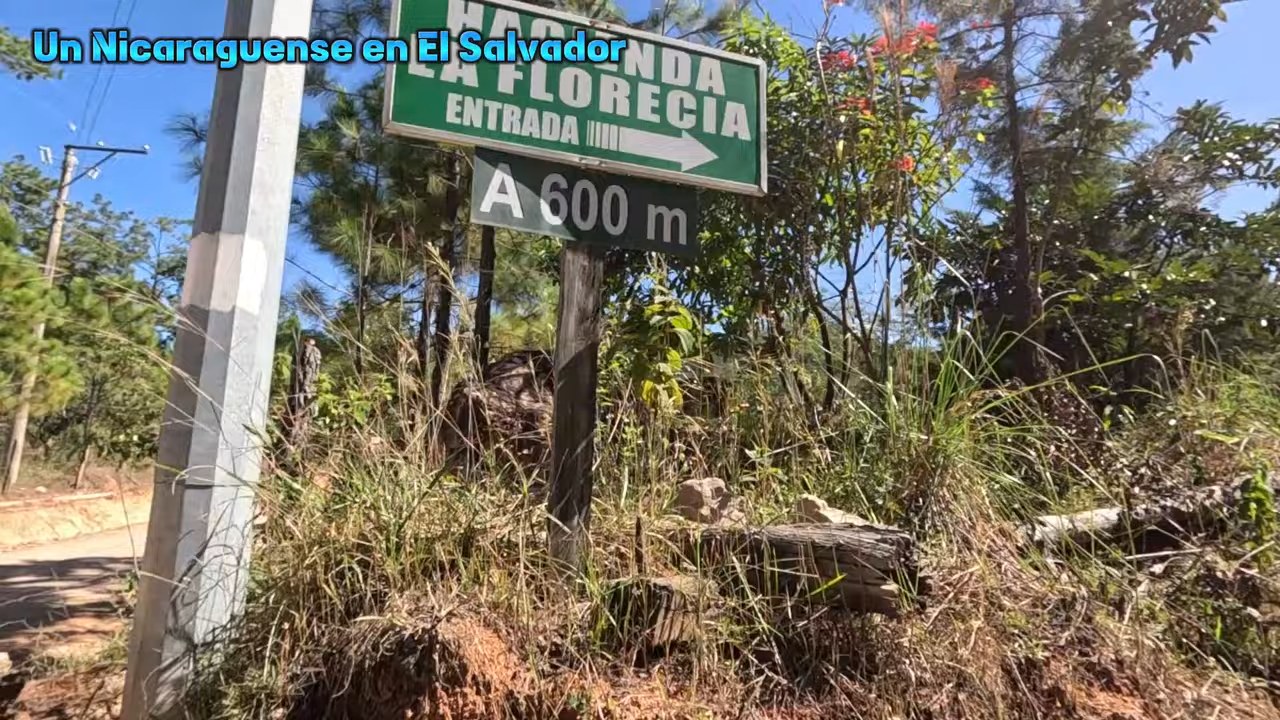 Un Nicaraguense en El Salvador
HACIENDA
LA FLORECIA
ENTRADA
A 600 m